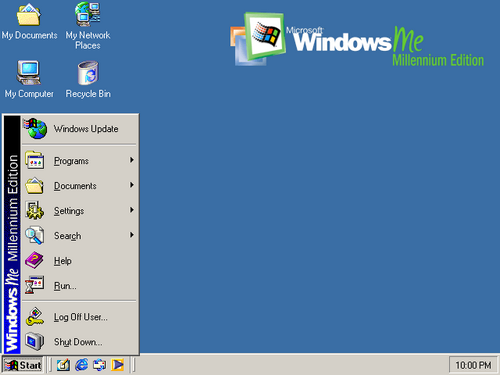 My Documents
My Network
Places
My Computer
Recycle Bin
Microsoft
Windows Me
Millennium Edition
Windows Update
Programs
Documents
Settings
Search
Help
Run...
Log Off User...
Shut Down...
Windows Me Millennium Edition
Start
10:00 PM